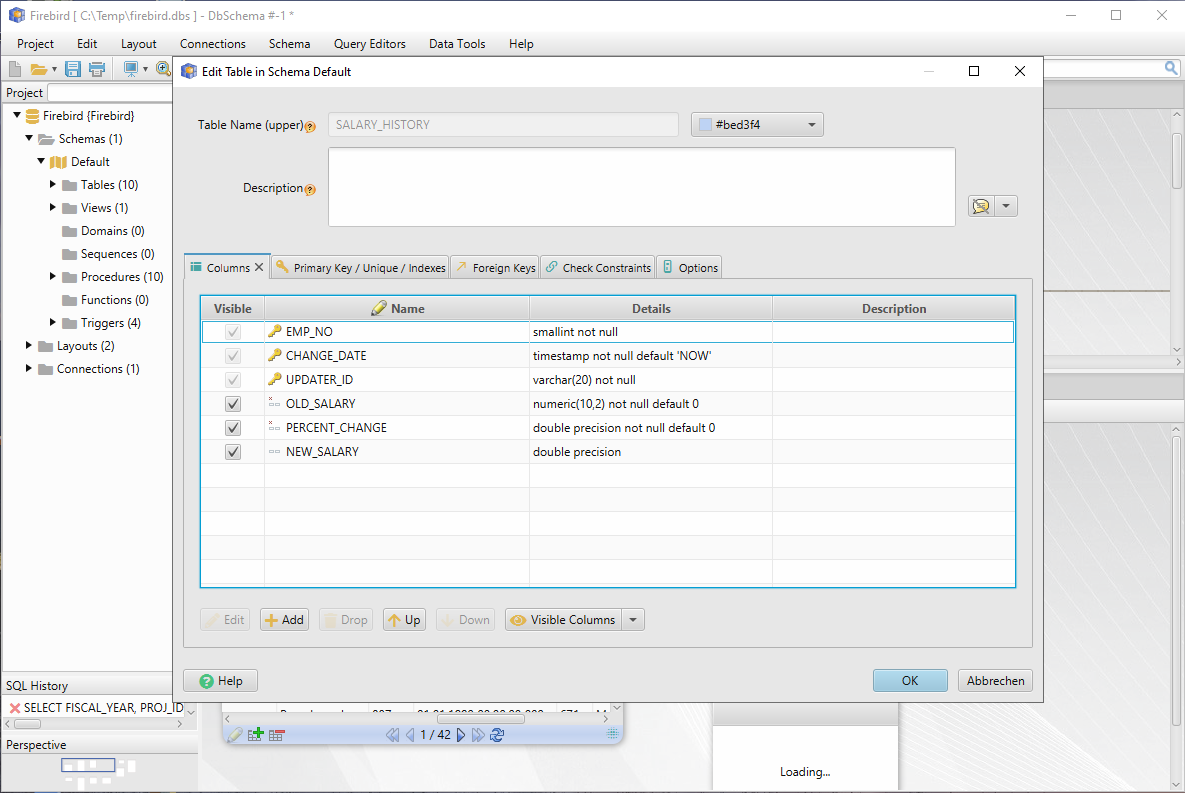 Firebird [ C:\Temp\firebird.dbs ] - DbSchema #-1 *
Project Edit Layout Connections Schema Query Editors Data Tools Help
Project
Firebird {Firebird}
Schemas (1)
Default
Tables (10)
Views (1)
Domains (0)
Sequences (0)
Procedures (10)
Functions (0)
Triggers (4)
Layouts (2)
Connections (1)
SQL History
SELECT FISCAL_YEAR, PROJ_ID
Perspective
Edit Table in Schema Default
Table Name (upper) SALARY_HISTORY #bed3f4
Description
Columns Primary Key / Unique / Indexes Foreign Keys Check Constraints Options
Visible Name Details Description
EMP_NO smallint not null
CHANGE_DATE timestamp not null default 'NOW'
UPDATER_ID varchar(20) not null
OLD_SALARY numeric(10,2) not null default 0
PERCENT_CHANGE double precision not null default 0
NEW_SALARY double precision
Edit Add Drop Up Down Visible Columns
Help OK Abbrechen
1 / 42
Loading...